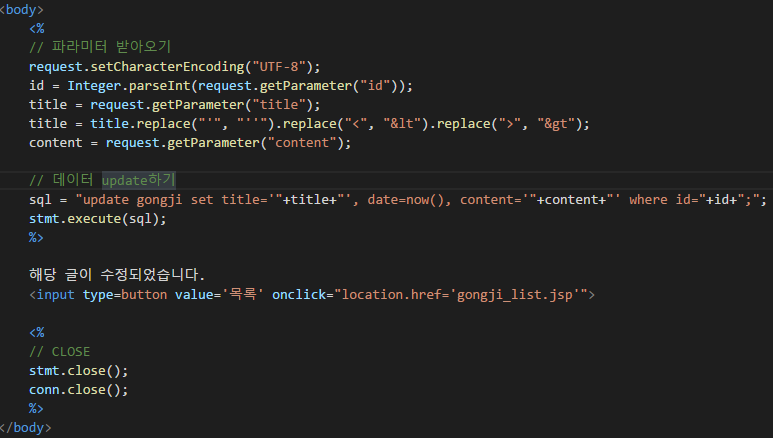 <body>
<%
// 파라미터 받아오기
request.setCharacterEncoding("UTF-8");
id = Integer.parseInt(request.getParameter("id"));
title = request.getParameter("title");
title = title.replace("'", "''").replace("<", "&lt").replace(">", "&gt");
content = request.getParameter("content");
// 데이터 update하기
sql = "update gongji set title='"+title+"', date=now(), content='"+content+"' where id="+id+";";
stmt.execute(sql);
%>
해당 글이 수정되었습니다.
<input type=button value='목록' onclick="location.href='gongji_list.jsp'">
<%
// CLOSE
stmt.close();
conn.close();
%>
</body>